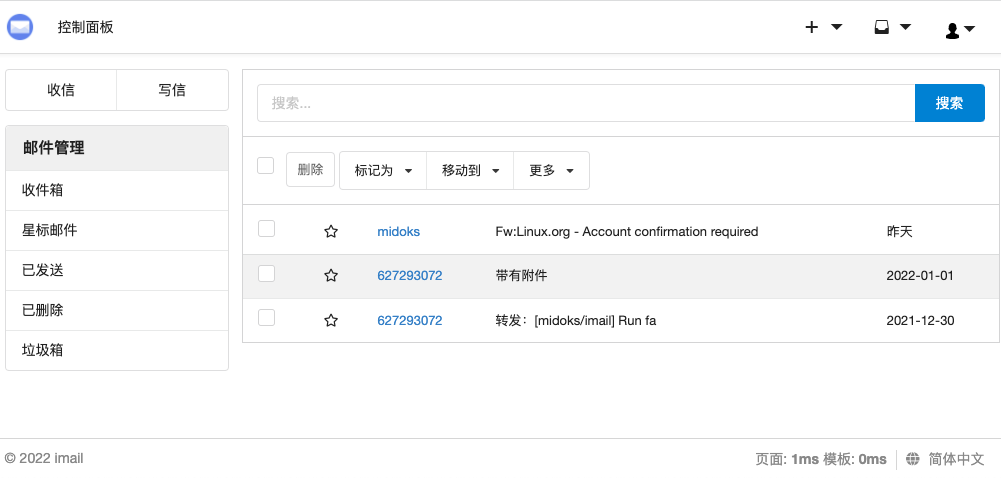 控制面板
收信 写信
邮件管理
收件箱
星标邮件
已发送
已删除
垃圾箱
搜索... 搜索
删除 标记为 移动到 更多
midoks Fw:Linux.org - Account confirmation required 昨天
627293072 带有附件 2022-01-01
627293072 转发：[midoks/imail] Run fa 2021-12-30
© 2022 imail 页面: 1ms 模板: 0ms 简体中文